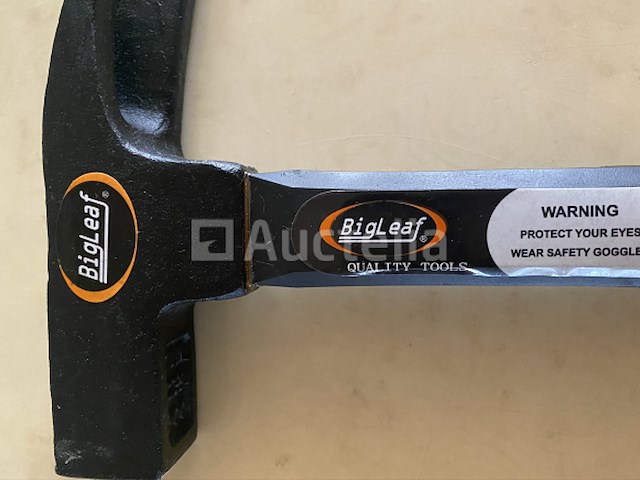 BigLeaf®
BigLeaf®
QUALITY TOOLS
WARNING
PROTECT YOUR EYES
WEAR SAFETY GOGGLE
Auctelia